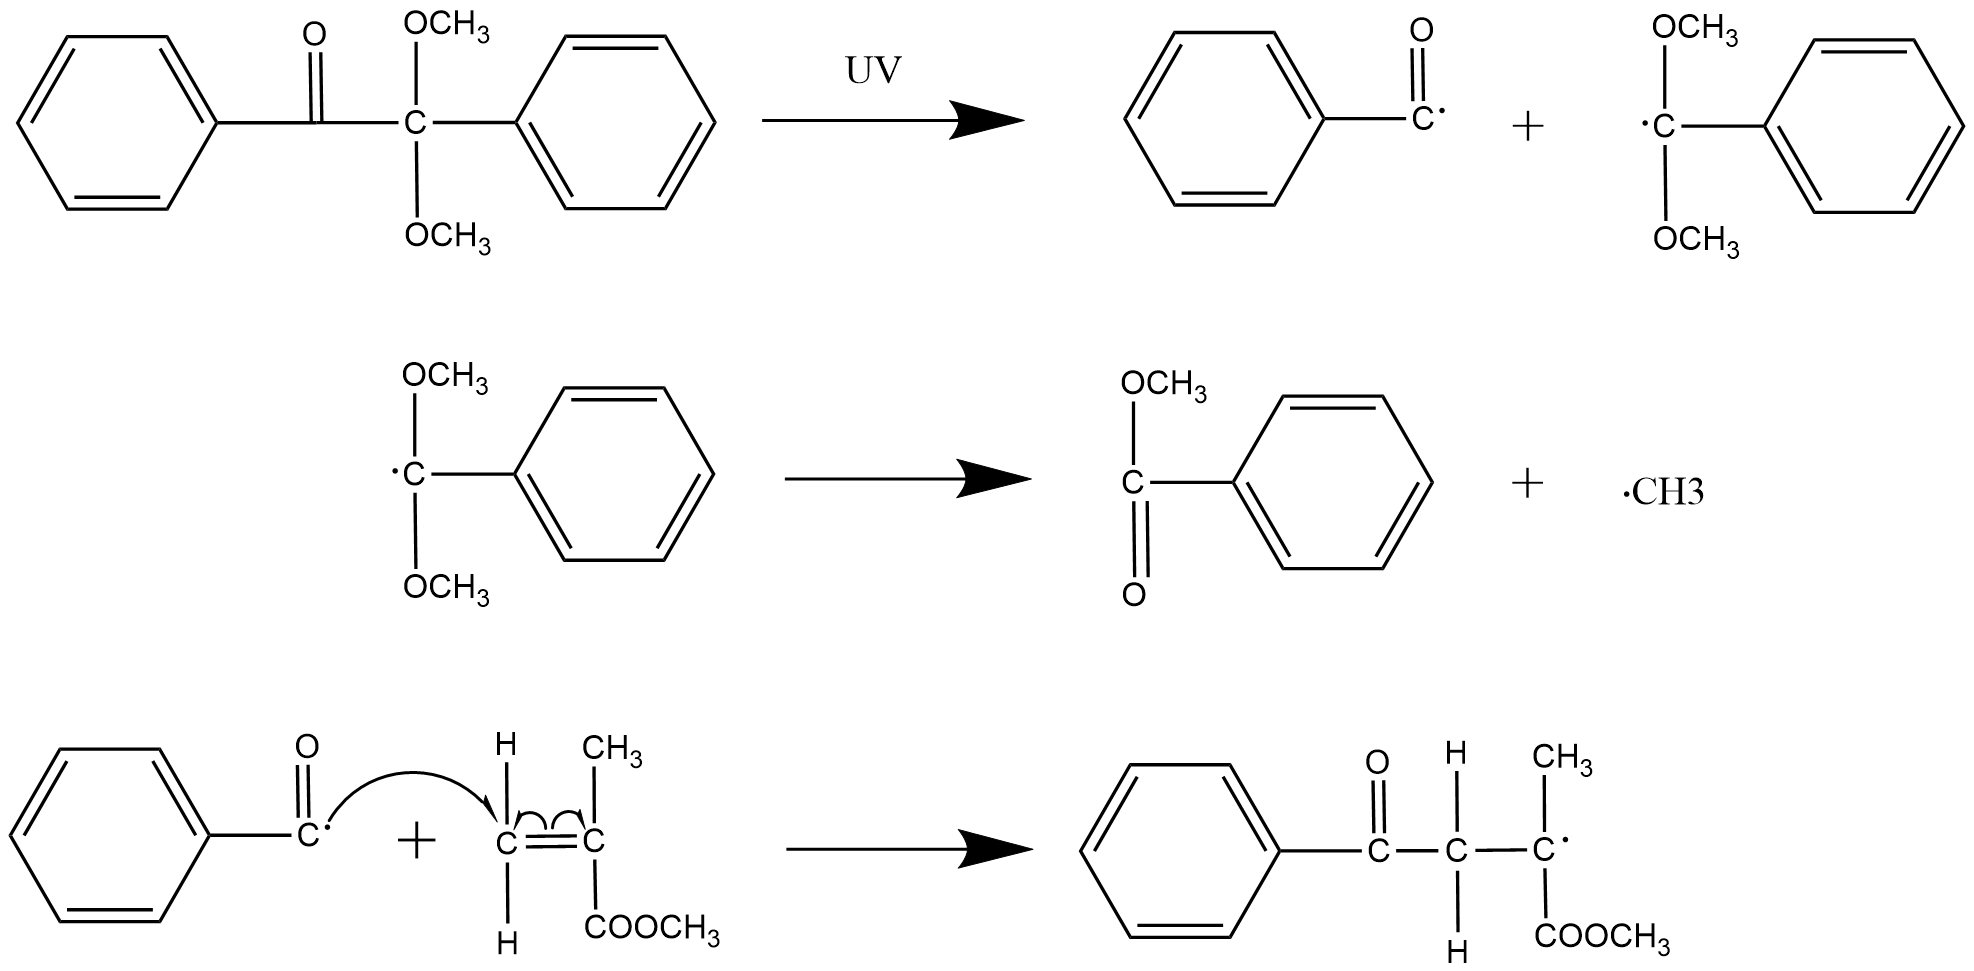 O OCH3 UV O OCH3
C C· + ·C
OCH3 OCH3
OCH3 OCH3
·C C + ·CH3
OCH3 O
O H CH3 O H CH3
C· + C C C C C·
H COOCH3 H COOCH3